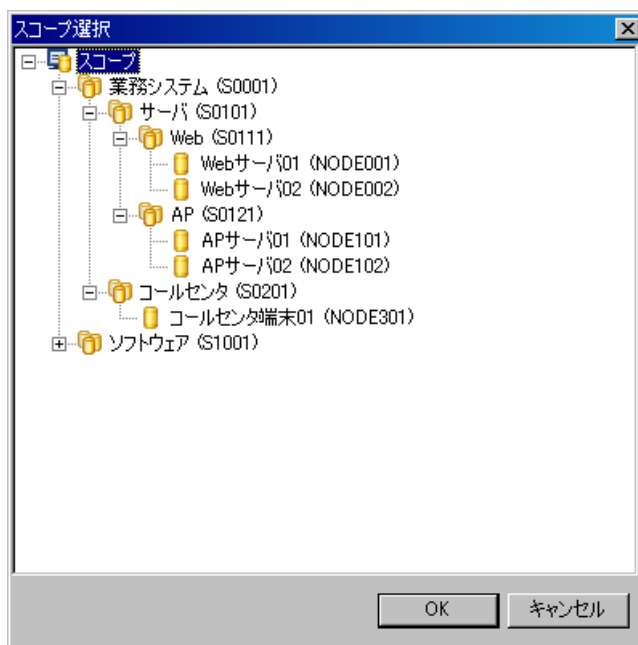 スコープ選択
スコープ
業務システム (S0001)
サーバ (S0101)
Web (S0111)
Webサーバ01 (NODE001)
Webサーバ02 (NODE002)
AP (S0121)
APサーバ01 (NODE101)
APサーバ02 (NODE102)
コールセンタ (S0201)
コールセンタ端末01 (NODE301)
ソフトウェア (S1001)
OK キャンセル